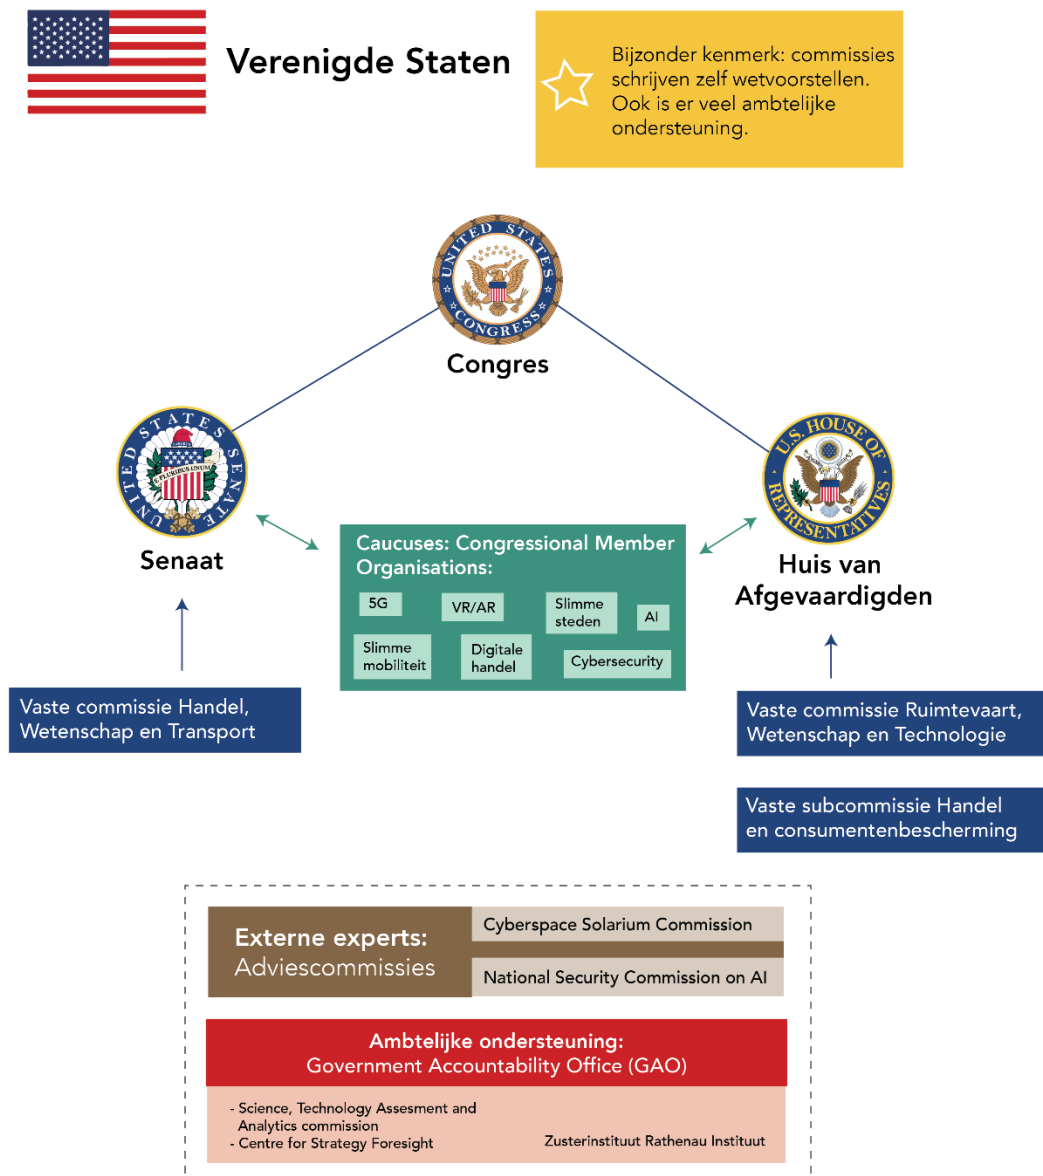 Verenigde Staten
Bijzonder kenmerk: commissies
schrijven zelf wetvoorstellen.
Ook is er veel ambtelijke
ondersteuning.
UNITED STATES
CONGRESS
Congres
UNITED STATES SENATE
E PLURIBUS UNUM
Senaat
U.S. HOUSE OF
REPRESENTATIVES
Huis van
Afgevaardigden
Caucuses: Congressional Member
Organisations:
5G
VR/AR
Slimme
steden
AI
Slimme
mobiliteit
Digitale
handel
Cybersecurity
Vaste commissie Handel,
Wetenschap en Transport
Vaste commissie Ruimtevaart,
Wetenschap en Technologie
Vaste subcommissie Handel
en consumentenbescherming
Externe experts:
Adviescommissies
Cyberspace Solarium Commission
National Security Commission on AI
Ambtelijke ondersteuning:
Government Accountability Office (GAO)
- Science, Technology Assesment and
Analytics commission
- Centre for Strategy Foresight
Zusterinstituut Rathenau Instituut